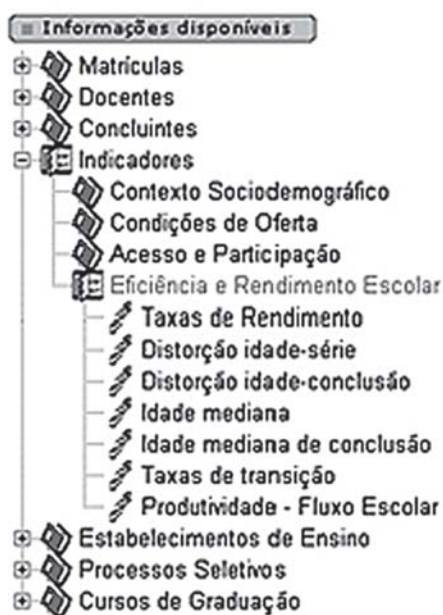 Informações disponíveis
Matrículas
Docentes
Concluintes
Indicadores
Contexto Sociodemográfico
Condições de Oferta
Acesso e Participação
Eficiência e Rendimento Escolar
Taxas de Rendimento
Distorção idade-série
Distorção idade-conclusão
Idade mediana
Idade mediana de conclusão
Taxas de transição
Produtividade - Fluxo Escolar
Estabelecimentos de Ensino
Processos Seletivos
Cursos de Graduação